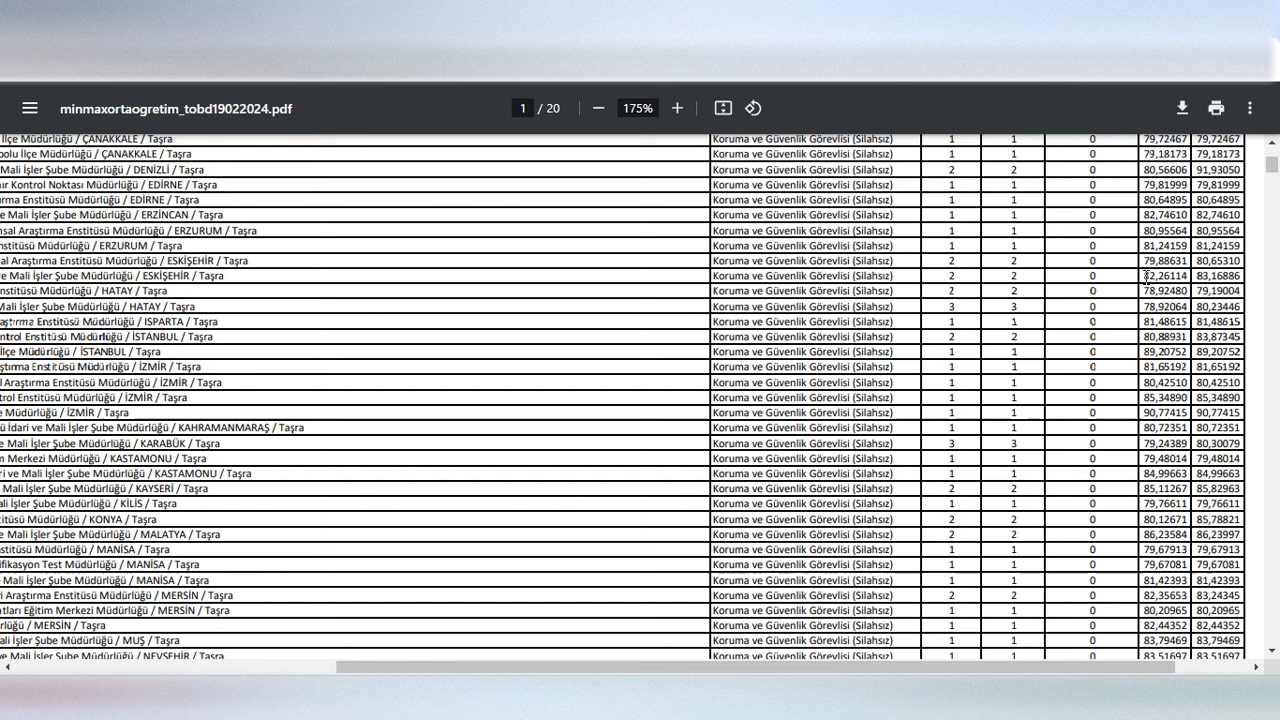 minmaxortaogretim_tobd19022024.pdf 1 / 20 175%
İlçe Müdürlüğü / ÇANAKKALE / Taşra Koruma ve Güvenlik Görevlisi (Silahsız) 1 1 0 79,72467 79,72467
olu İlçe Müdürlüğü / ÇANAKKALE / Taşra Koruma ve Güvenlik Görevlisi (Silahsız) 1 1 0 79,18173 79,18173
Mali İşler Şube Müdürlüğü / DENİZLİ / Taşra Koruma ve Güvenlik Görevlisi (Silahsız) 2 2 0 80,56606 91,93050
ır Kontrol Noktası Müdürlüğü / EDİRNE / Taşra Koruma ve Güvenlik Görevlisi (Silahsız) 1 1 0 79,81999 79,81999
rma Enstitüsü Müdürlüğü / EDİRNE / Taşra Koruma ve Güvenlik Görevlisi (Silahsız) 1 1 0 80,64895 80,64895
e Mali İşler Şube Müdürlüğü / ERZİNCAN / Taşra Koruma ve Güvenlik Görevlisi (Silahsız) 1 1 0 82,74610 82,74610
sal Araştırma Enstitüsü Müdürlüğü / ERZURUM / Taşra Koruma ve Güvenlik Görevlisi (Silahsız) 1 1 0 80,95564 80,95564
nstitüsü Müdürlüğü / ERZURUM / Taşra Koruma ve Güvenlik Görevlisi (Silahsız) 1 1 0 81,24159 81,24159
al Araştırma Enstitüsü Müdürlüğü / ESKİŞEHİR / Taşra Koruma ve Güvenlik Görevlisi (Silahsız) 2 2 0 79,88631 80,65310
ve Mali İşler Şube Müdürlüğü / ESKİŞEHİR / Taşra Koruma ve Güvenlik Görevlisi (Silahsız) 2 2 0 82,26114 83,16886
nstitüsü Müdürlüğü / HATAY / Taşra Koruma ve Güvenlik Görevlisi (Silahsız) 2 2 0 78,92480 79,19004
Mali İşler Şube Müdürlüğü / HATAY / Taşra Koruma ve Güvenlik Görevlisi (Silahsız) 3 3 0 78,92064 80,23446
aştırma Enstitüsü Müdürlüğü / ISPARTA / Taşra Koruma ve Güvenlik Görevlisi (Silahsız) 1 1 0 81,48615 81,48615
ntrol Enstitüsü Müdürlüğü / İSTANBUL / Taşra Koruma ve Güvenlik Görevlisi (Silahsız) 2 2 0 80,88931 83,87345
İlçe Müdürlüğü / İSTANBUL / Taşra Koruma ve Güvenlik Görevlisi (Silahsız) 1 1 0 89,20752 89,20752
ştırma Enstitüsü Müdürlüğü / İZMİR / Taşra Koruma ve Güvenlik Görevlisi (Silahsız) 1 1 0 81,65192 81,65192
l Araştırma Enstitüsü Müdürlüğü / İZMİR / Taşra Koruma ve Güvenlik Görevlisi (Silahsız) 1 1 0 80,42510 80,42510
trol Enstitüsü Müdürlüğü / İZMİR / Taşra Koruma ve Güvenlik Görevlisi (Silahsız) 1 1 0 85,34890 85,34890
e Müdürlüğü / İZMİR / Taşra Koruma ve Güvenlik Görevlisi (Silahsız) 1 1 0 90,77415 90,77415
ü İdari ve Mali İşler Şube Müdürlüğü / KAHRAMANMARAŞ / Taşra Koruma ve Güvenlik Görevlisi (Silahsız) 1 1 0 80,72351 80,72351
e Mali İşler Şube Müdürlüğü / KARABÜK / Taşra Koruma ve Güvenlik Görevlisi (Silahsız) 3 3 0 79,24389 80,30079
m Merkezi Müdürlüğü / KASTAMONU / Taşra Koruma ve Güvenlik Görevlisi (Silahsız) 1 1 0 79,48014 79,48014
ri ve Mali İşler Şube Müdürlüğü / KASTAMONU / Taşra Koruma ve Güvenlik Görevlisi (Silahsız) 1 1 0 84,99663 84,99663
Mali İşler Şube Müdürlüğü / KAYSERİ / Taşra Koruma ve Güvenlik Görevlisi (Silahsız) 2 2 0 85,11267 85,82963
ali İşler Şube Müdürlüğü / KİLİS / Taşra Koruma ve Güvenlik Görevlisi (Silahsız) 1 1 0 79,76611 79,76611
titüsü Müdürlüğü / KONYA / Taşra Koruma ve Güvenlik Görevlisi (Silahsız) 2 2 0 80,12671 85,78821
e Mali İşler Şube Müdürlüğü / MALATYA / Taşra Koruma ve Güvenlik Görevlisi (Silahsız) 2 2 0 86,23584 86,23997
stitüsü Müdürlüğü / MANİSA / Taşra Koruma ve Güvenlik Görevlisi (Silahsız) 1 1 0 79,67913 79,67913
ifikasyon Test Müdürlüğü / MANİSA / Taşra Koruma ve Güvenlik Görevlisi (Silahsız) 1 1 0 79,67081 79,67081
Mali İşler Şube Müdürlüğü / MANİSA / Taşra Koruma ve Güvenlik Görevlisi (Silahsız) 1 1 0 81,42393 81,42393
i Araştırma Enstitüsü Müdürlüğü / MERSİN / Taşra Koruma ve Güvenlik Görevlisi (Silahsız) 2 2 0 82,35653 83,24345
tları Eğitim Merkezi Müdürlüğü / MERSİN / Taşra Koruma ve Güvenlik Görevlisi (Silahsız) 1 1 0 80,20965 80,20965
rlüğü / MERSİN / Taşra Koruma ve Güvenlik Görevlisi (Silahsız) 1 1 0 82,44352 82,44352
ali İşler Şube Müdürlüğü / MUŞ / Taşra Koruma ve Güvenlik Görevlisi (Silahsız) 1 1 0 83,79469 83,79469
ve Mali İşler Şube Müdürlüğü / NEVŞEHİR / Taşra Koruma ve Güvenlik Görevlisi (Silahsız) 1 1 0 83,51697 83,51697